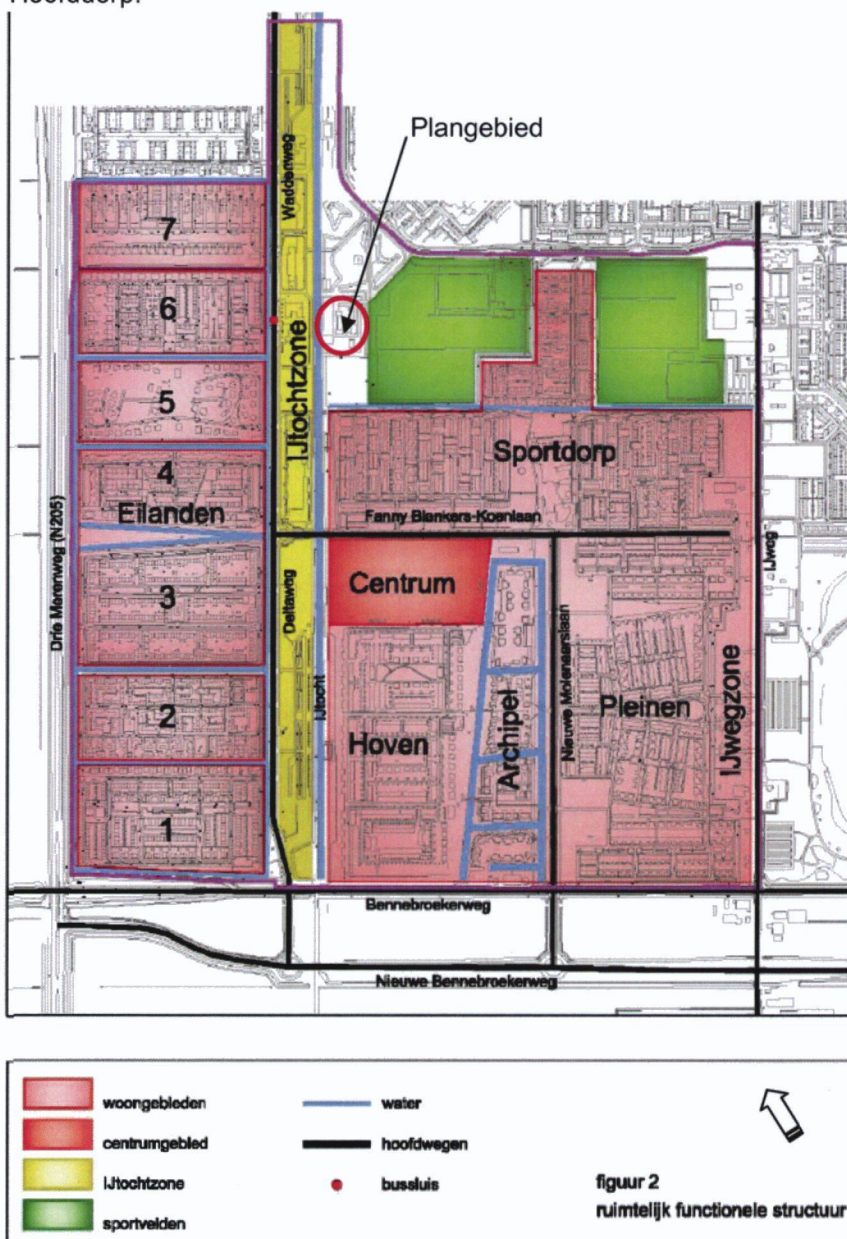 Hoofddorp.
Plangebied
Waddenweg
7
6
5
4
Eilanden
3
2
1
IJtochtzone
Drie Merenweg (N205)
Sportdorp
Fanny Blankers-Koenlaan
IJweg
Centrum
Deltaweg
IJtocht
Hoven
Archipel
Nieuwe Molenaarslaan
Pleinen
IJwegzone
Bennebroekerweg
Nieuwe Bennebroekerweg
woongebieden
centrumgebied
IJtochtzone
sportvelden
water
hoofdwegen
bussluis
figuur 2
ruimtelijk functionele structuur